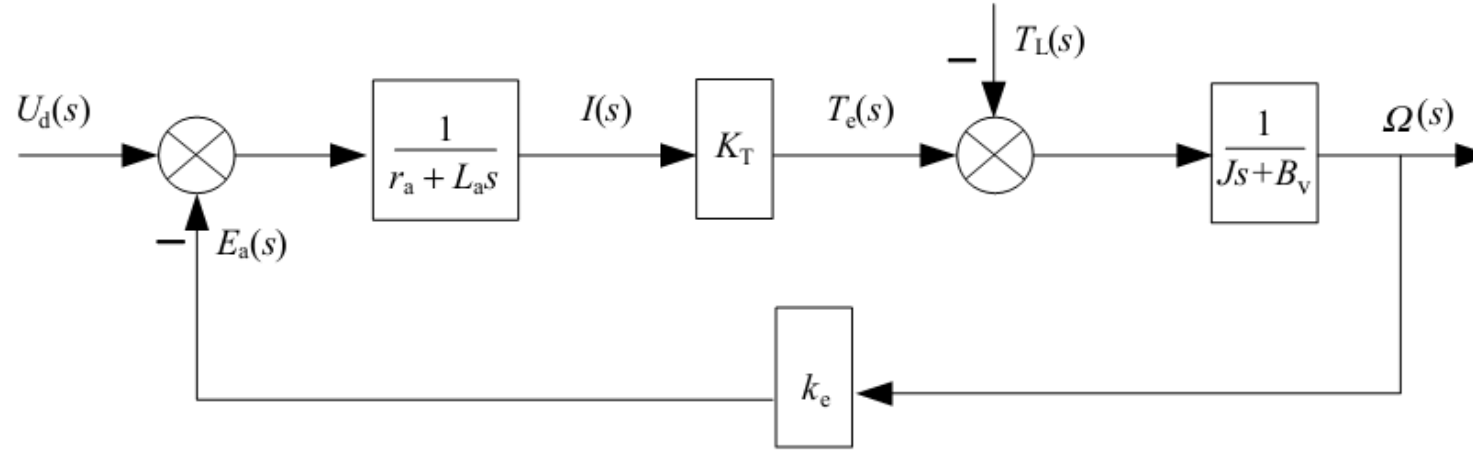 U_d(s)
1
r_a + L_a s
I(s)
K_T
T_e(s)
−
T_L(s)
1
Js+B_v
Ω(s)
−
E_a(s)
k_e